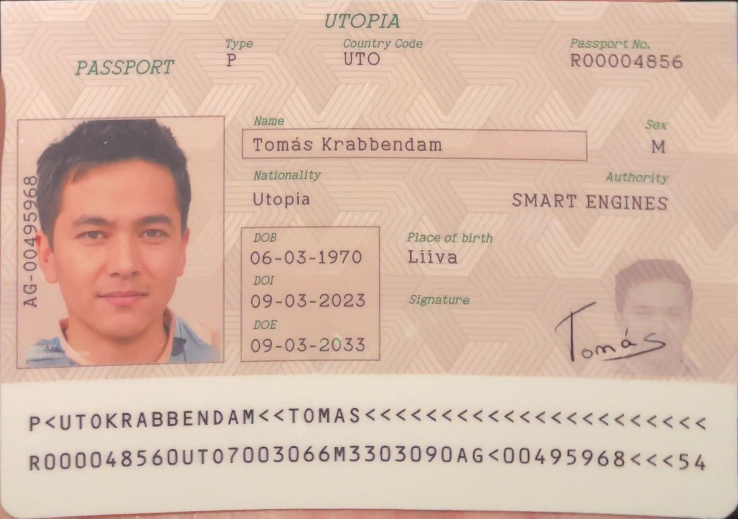 UTOPIA
PASSPORT
Type
P
Country Code
UTO
Passport No.
R00004856
Name
Tomás Krabbendam
Sex
M
Nationality
Utopia
Authority
SMART ENGINES
AG-00495968
DOB
06-03-1970
Place of birth
Liiva
DOI
09-03-2023
Signature
Tomás
DOE
09-03-2033
P<UTOKRABBENDAM<<TOMAS<<<<<<<<<<<<<<<<<<<<<<
R000048560UTO7003066M3303090AG<00495968<<<54